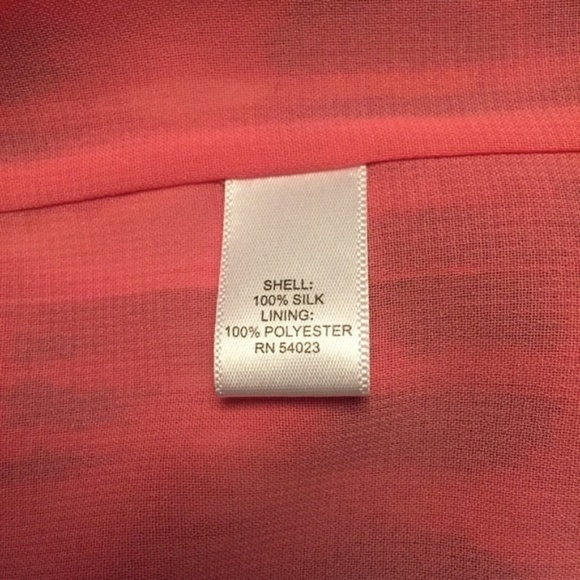 SHELL:
100% SILK
LINING:
100% POLYESTER
RN 54023